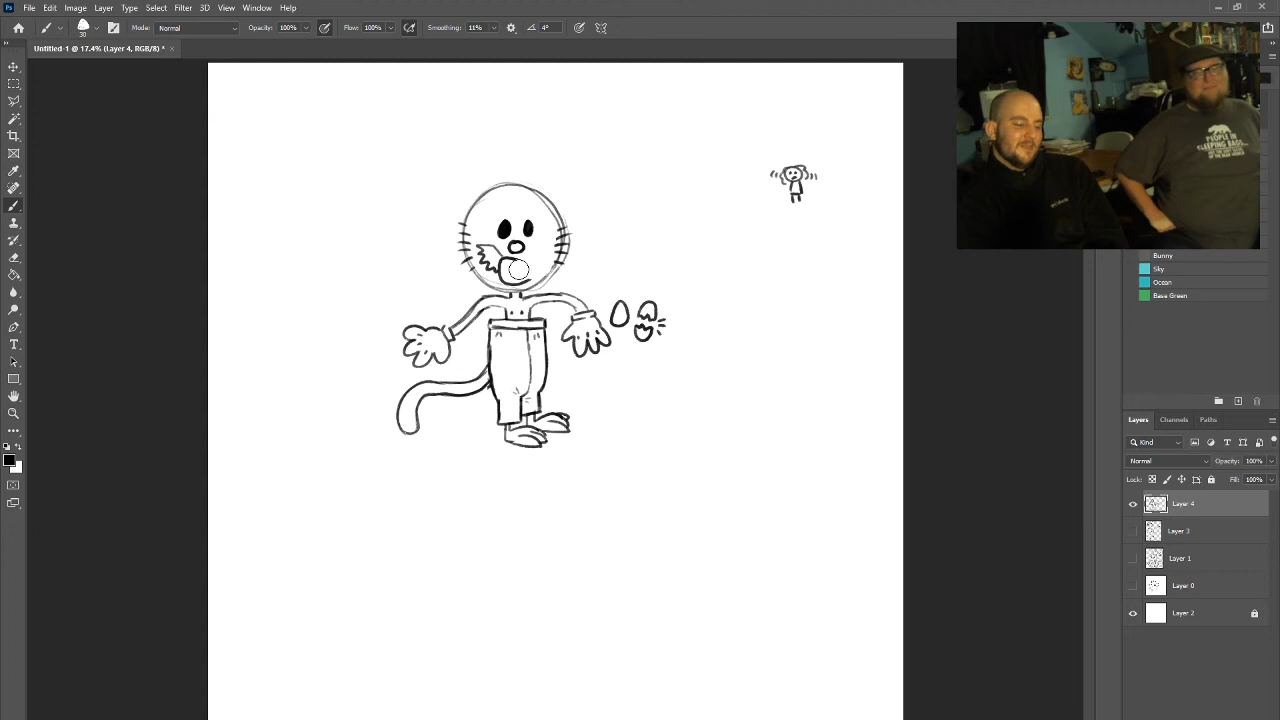 File Edit Image Layer Type Select Filter 3D View Window Help
30 Mode: Normal Opacity: 100% Flow: 100% Smoothing: 11% 4°
Untitled-1 @ 17.4% (Layer 4, RGB/8) *
PEOPLE IN
SLEEPING BAGS...
Bunny
Sky
Ocean
Base Green
Layers Channels Paths
Kind
Normal Opacity: 100%
Lock: Fill: 100%
Layer 4
Layer 3
Layer 1
Layer 0
Layer 2